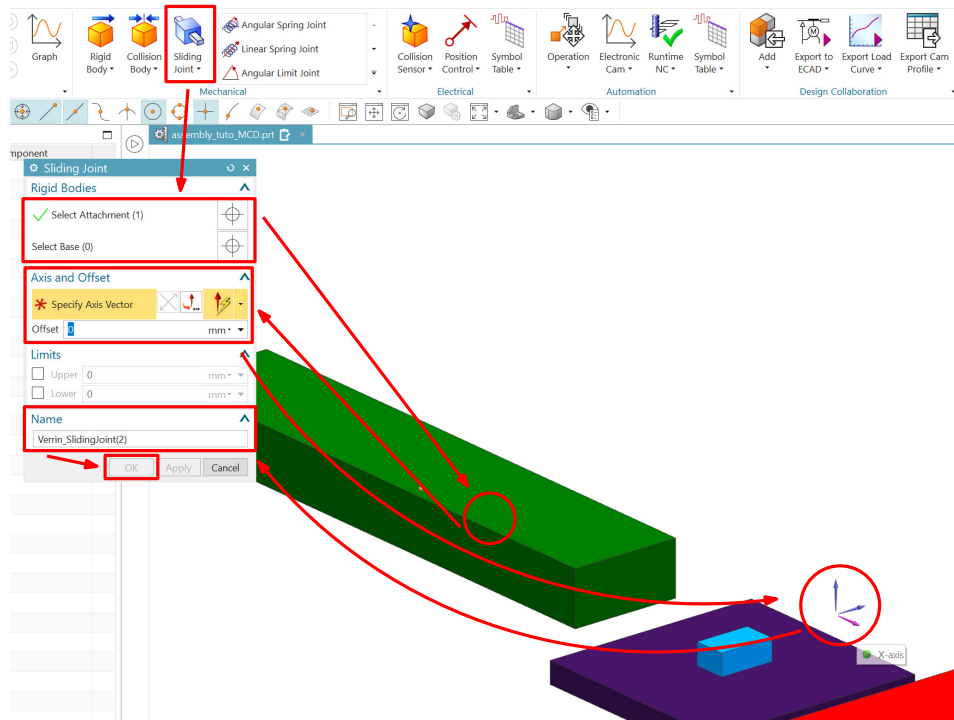 Angular Spring Joint
Linear Spring Joint
Angular Limit Joint
Graph
Rigid Body
Collision Body
Sliding Joint
Collision Sensor
Position Control
Symbol Table
Operation
Electronic Cam
Runtime NC
Symbol Table
Add
Export to ECAD
Export Load Curve
Export Cam Profile
Mechanical
Electrical
Automation
Design Collaboration
assembly_tuto_MCD.prt
mponent
Sliding Joint
Rigid Bodies
Select Attachment (1)
Select Base (0)
Axis and Offset
Specify Axis Vector
Offset 0 mm
Limits
Upper 0 mm
Lower 0 mm
Name
Verrin_SlidingJoint(2)
OK Apply Cancel
X-axis